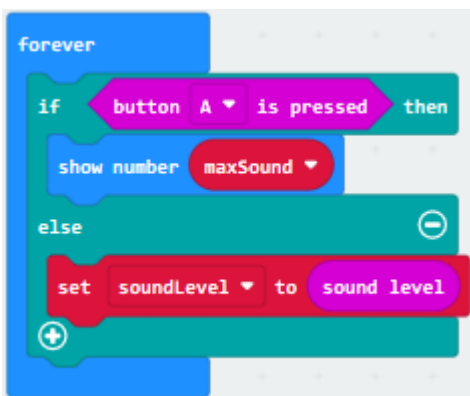 forever
if button A is pressed then
show number maxSound
else
set soundLevel to sound level